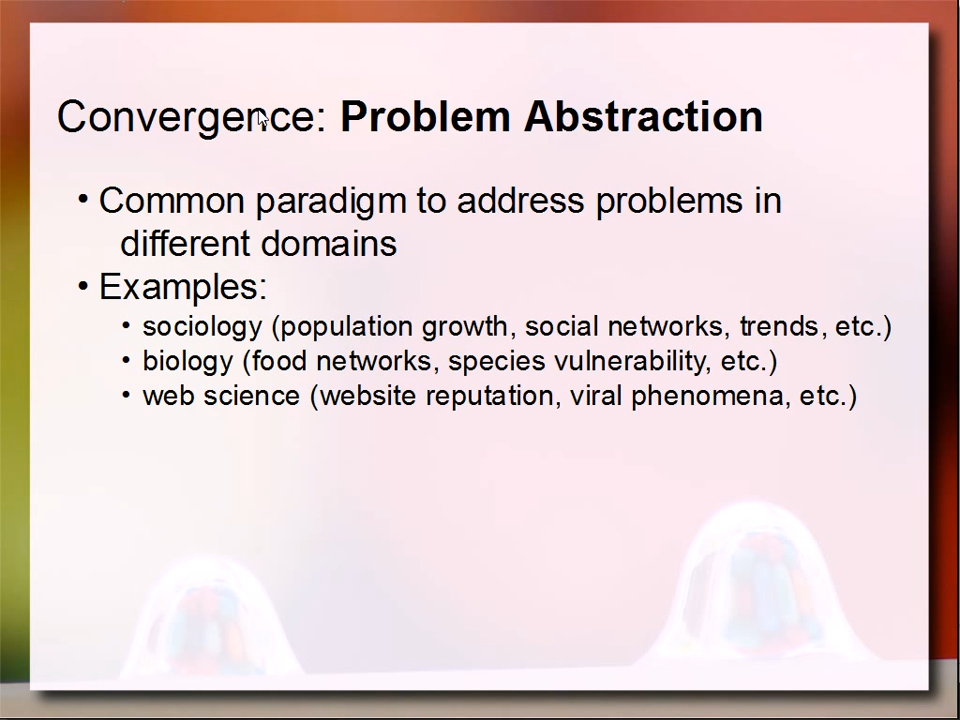 Convergence: Problem Abstraction
• Common paradigm to address problems in
different domains
• Examples:
• sociology (population growth, social networks, trends, etc.)
• biology (food networks, species vulnerability, etc.)
• web science (website reputation, viral phenomena, etc.)